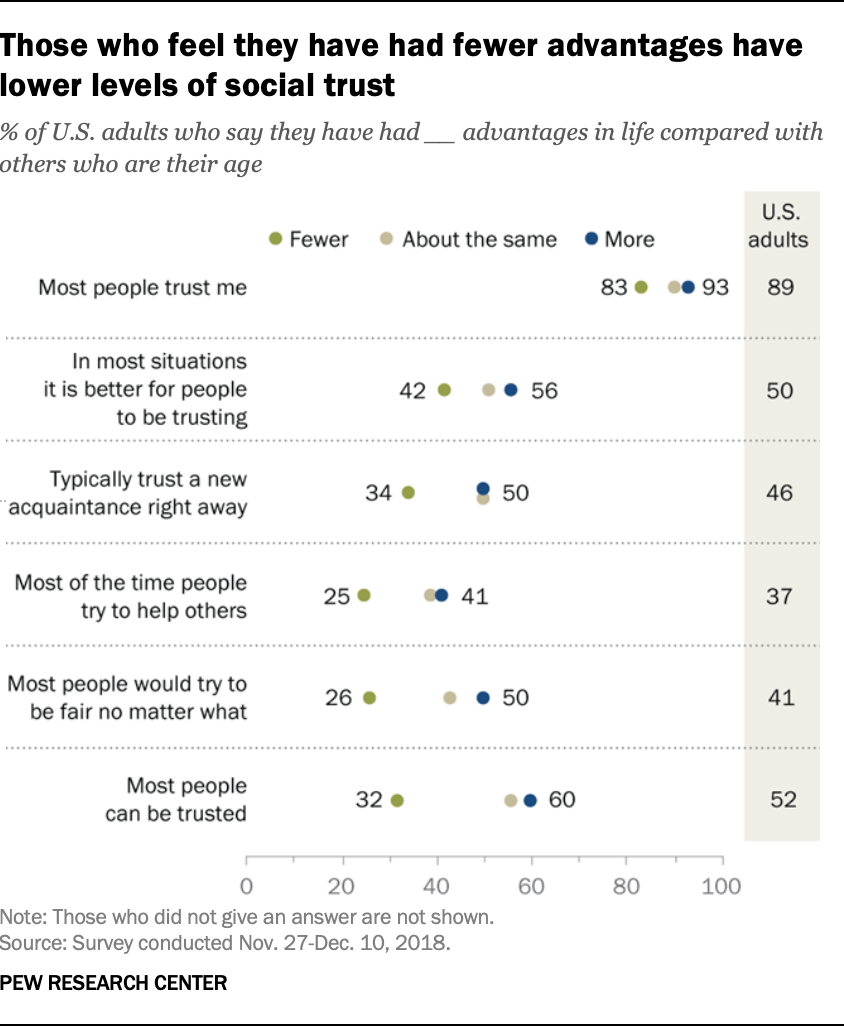 Those who feel they have had fewer advantages have
lower levels of social trust
% of U.S. adults who say they have had __ advantages in life compared with
others who are their age
U.S.
adults
Fewer About the same More
Most people trust me 83 93 89
In most situations
it is better for people
to be trusting
42 56 50
Typically trust a new
acquaintance right away
34 50 46
Most of the time people
try to help others
25 41 37
Most people would try to
be fair no matter what
26 50 41
Most people
can be trusted
32 60 52
0 20 40 60 80 100
Note: Those who did not give an answer are not shown.
Source: Survey conducted Nov. 27-Dec. 10, 2018.
PEW RESEARCH CENTER